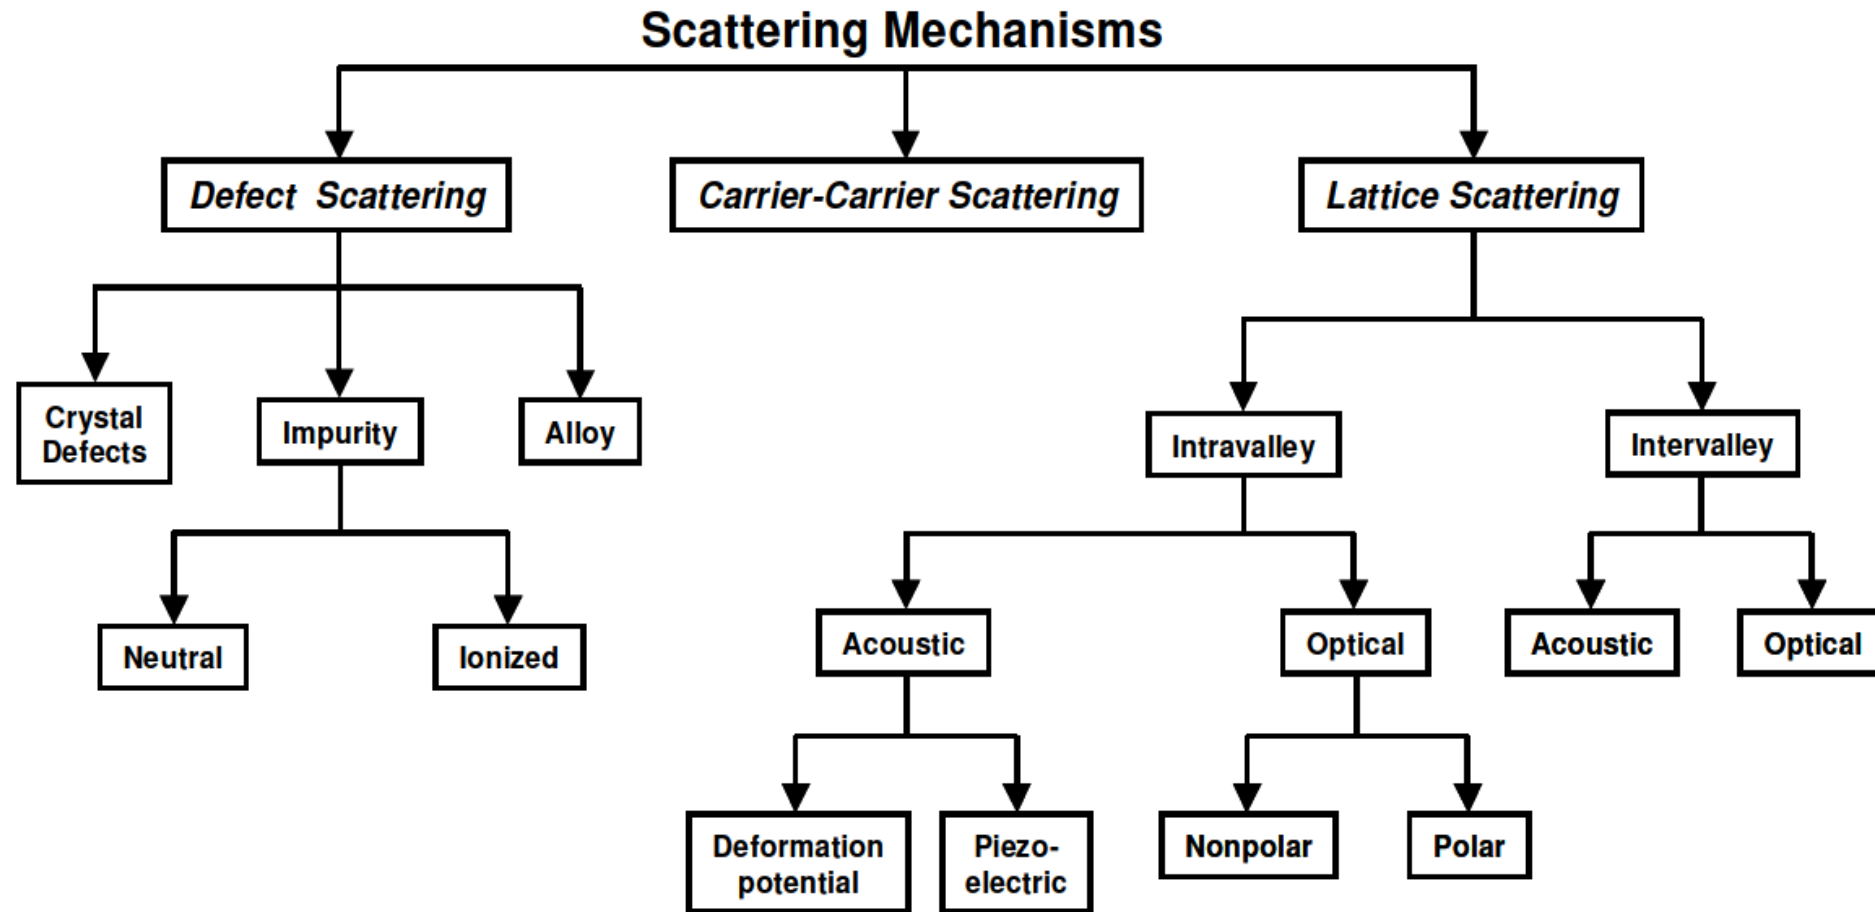 Scattering Mechanisms
Defect Scattering
Carrier-Carrier Scattering
Lattice Scattering
Crystal
Defects
Impurity
Alloy
Intravalley
Intervalley
Neutral
Ionized
Acoustic
Optical
Acoustic
Optical
Deformation
potential
Piezo-
electric
Nonpolar
Polar